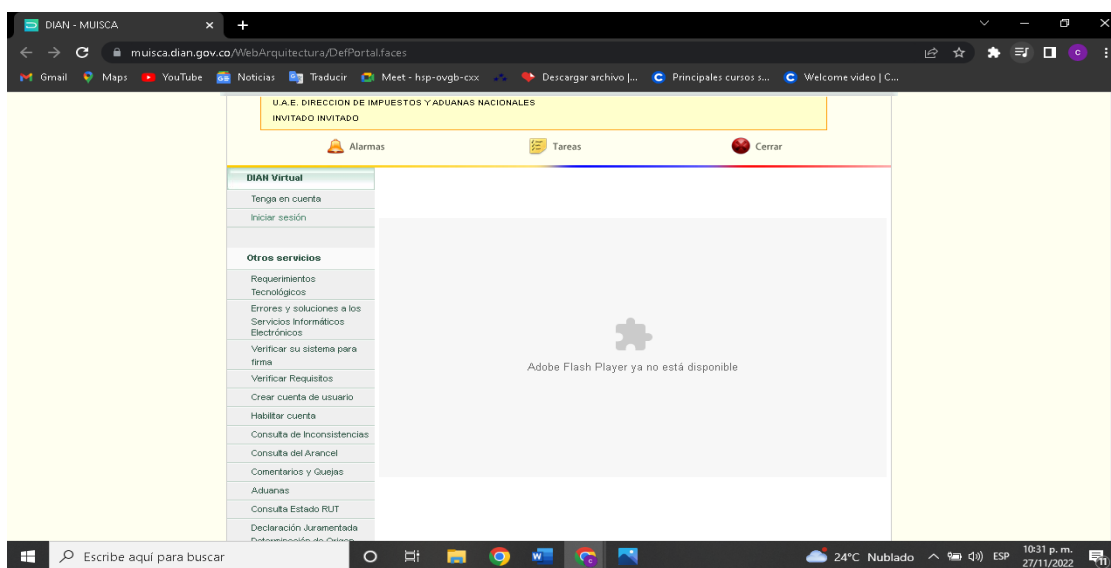 DIAN - MUISCA
muisca.dian.gov.co/WebArquitectura/DefPortal.faces
Gmail Maps YouTube Noticias Traducir Meet - hsp-ovgb-cxx Descargar archivo |... Principales cursos s... Welcome video | C...
U.A.E. DIRECCION DE IMPUESTOS Y ADUANAS NACIONALES
INVITADO INVITADO
Alarmas Tareas Cerrar
DIAN Virtual
Tenga en cuenta
Iniciar sesión
Otros servicios
Requerimientos
Tecnológicos
Errores y soluciones a los
Servicios Informáticos
Electrónicos
Verificar su sistema para
firma
Verificar Requisitos
Crear cuenta de usuario
Habilitar cuenta
Consulta de Inconsistencias
Consulta del Arancel
Comentarios y Quejas
Aduanas
Consulta Estado RUT
Declaración Juramentada
Determinación de Origen
Adobe Flash Player ya no está disponible
Escribe aquí para buscar
24°C Nublado
ESP
10:31 p. m.
27/11/2022